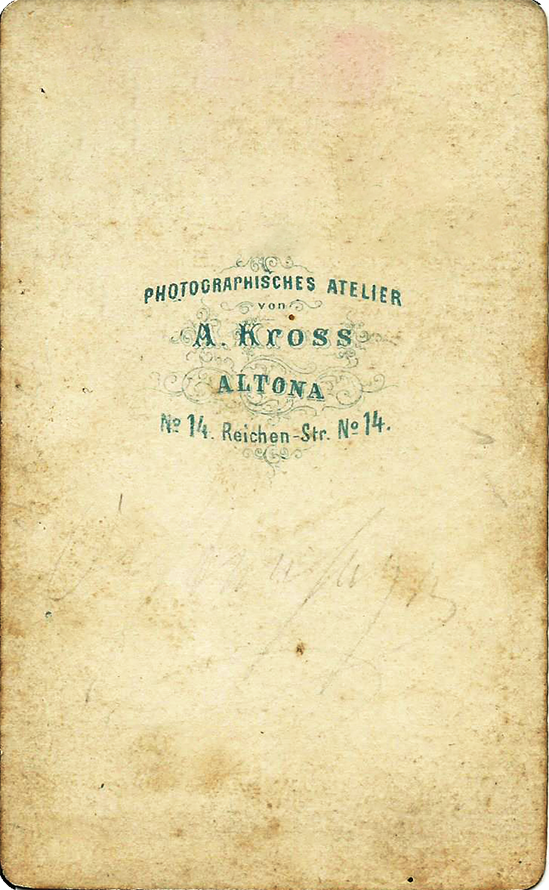 PHOTOGRAPHISCHES ATELIER
von
A. Kross
ALTONA
No 14. Reichen-Str. No 14.